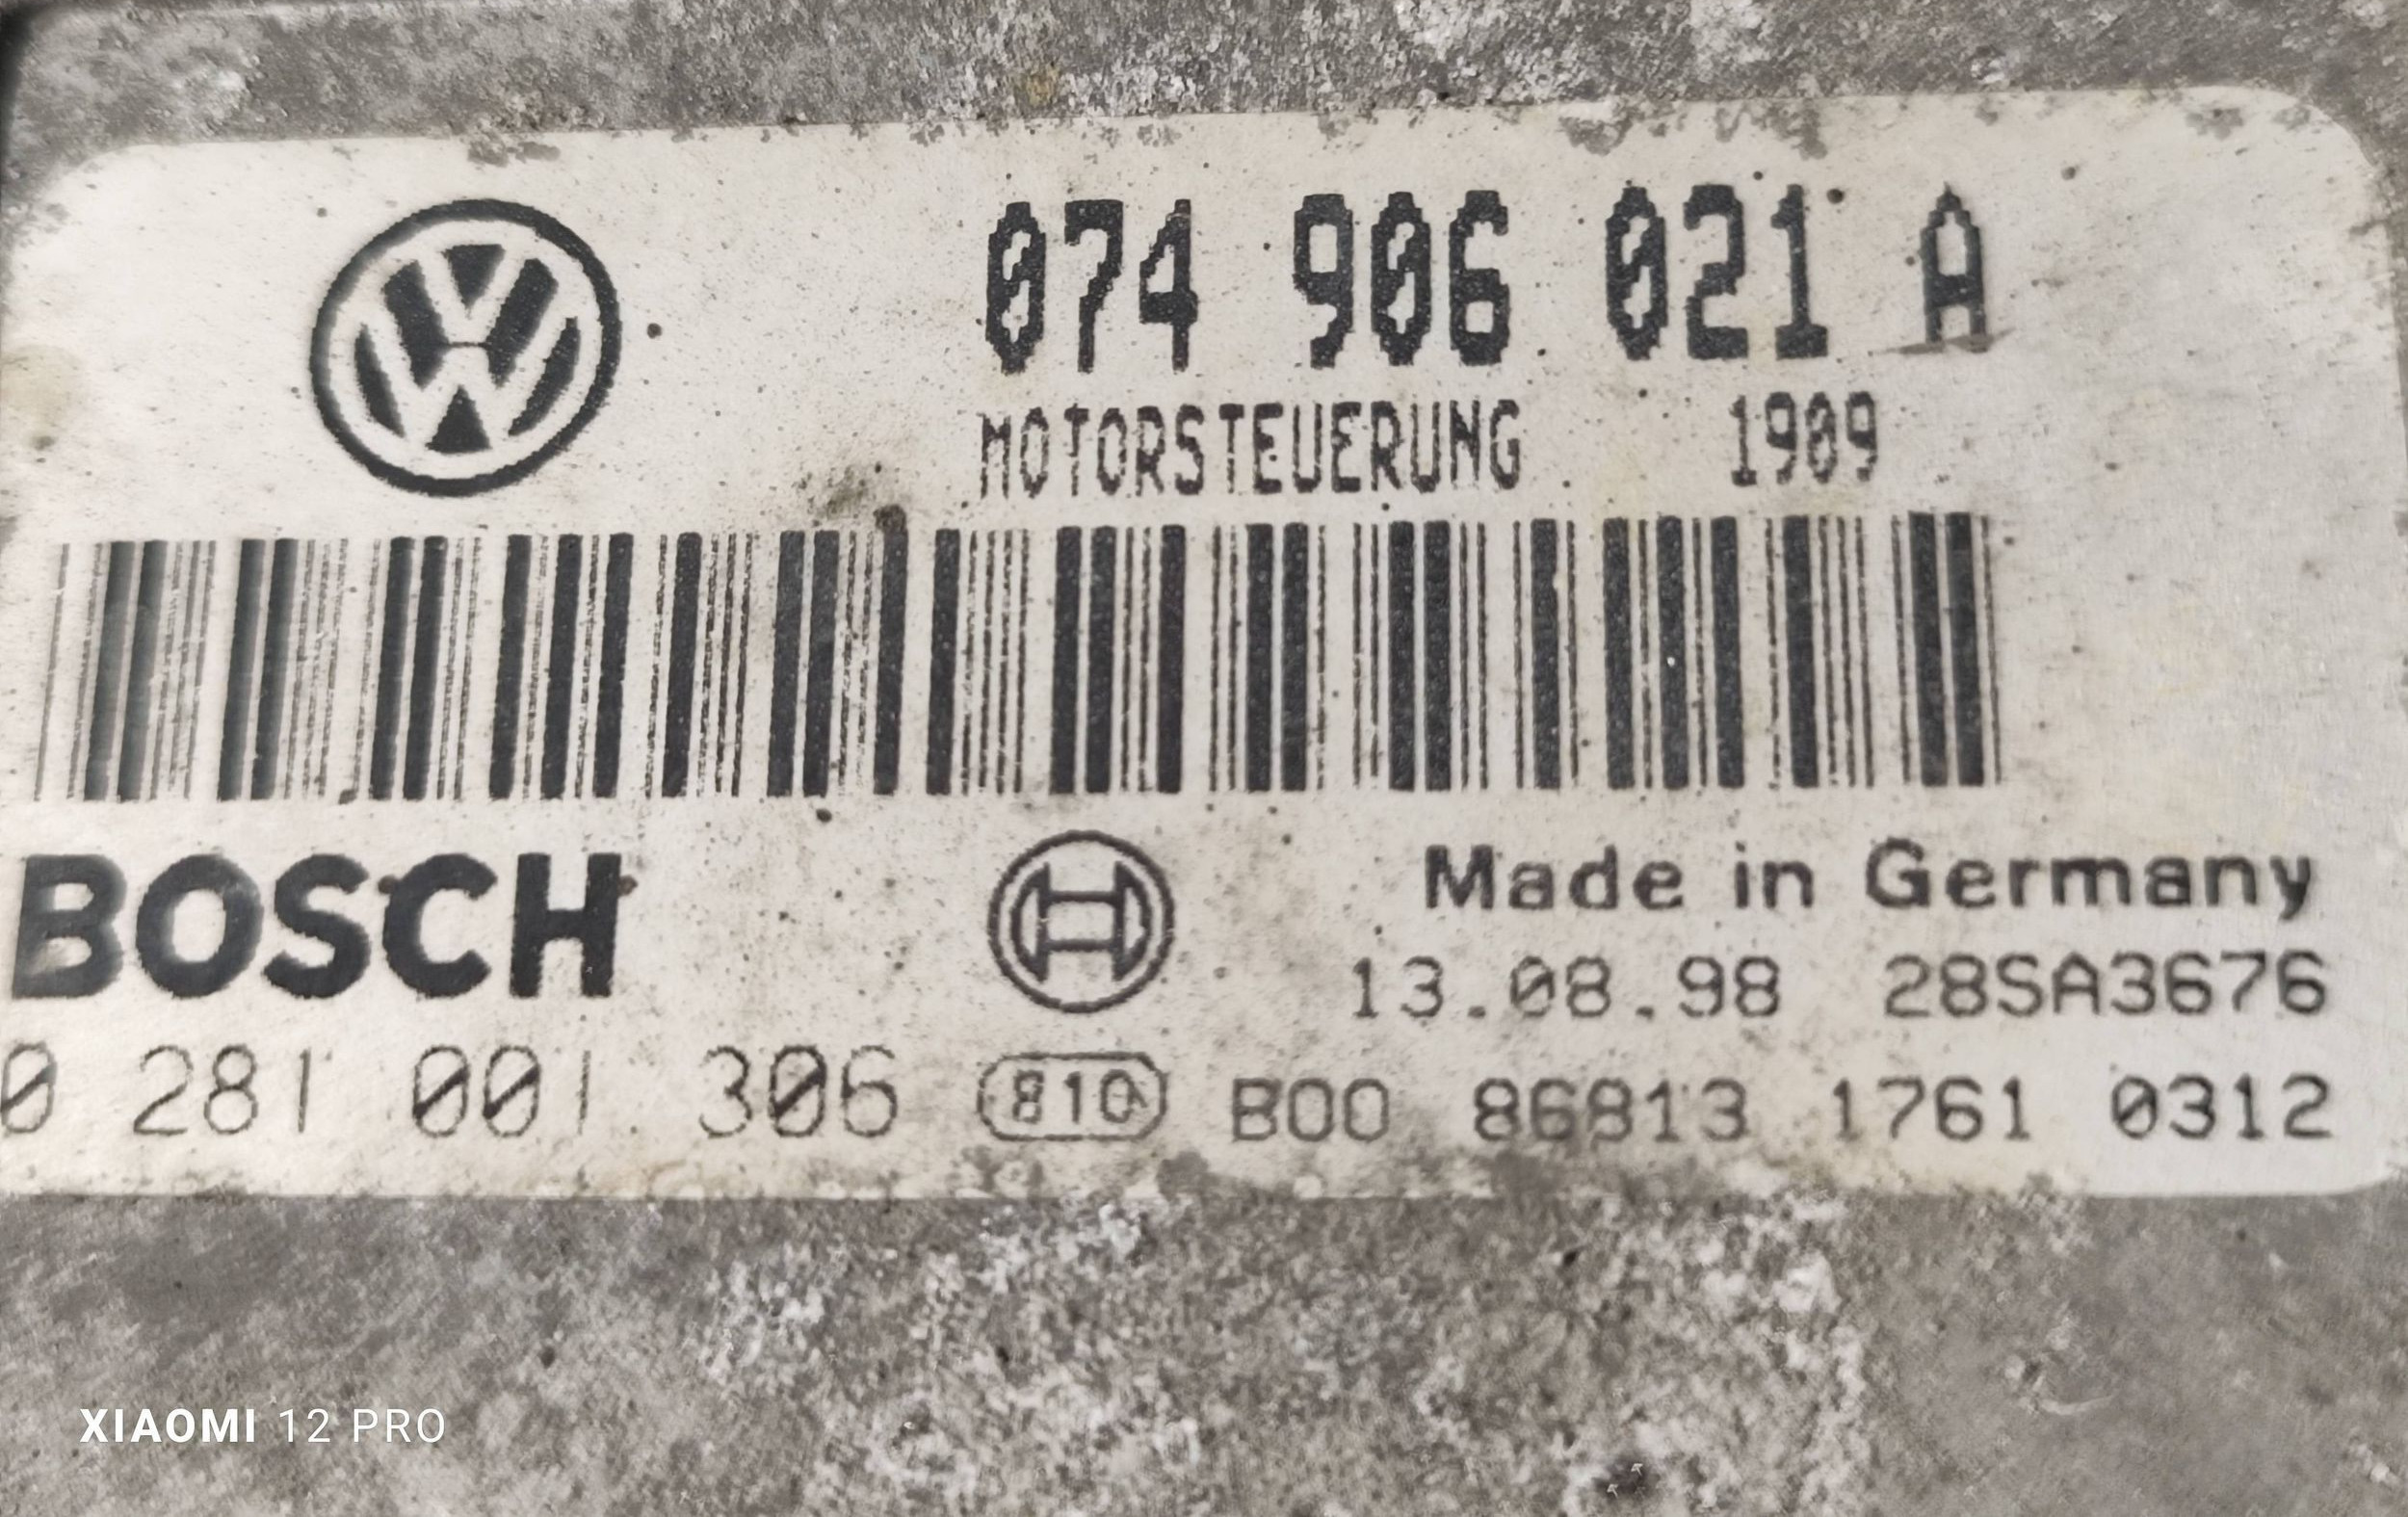 074 906 021 A
MOTORSTEUERUNG 1909
BOSCH
Made in Germany
13.08.98 28SA3676
0 281 001 306 810 B00 86813 1761 0312
XIAOMI 12 PRO